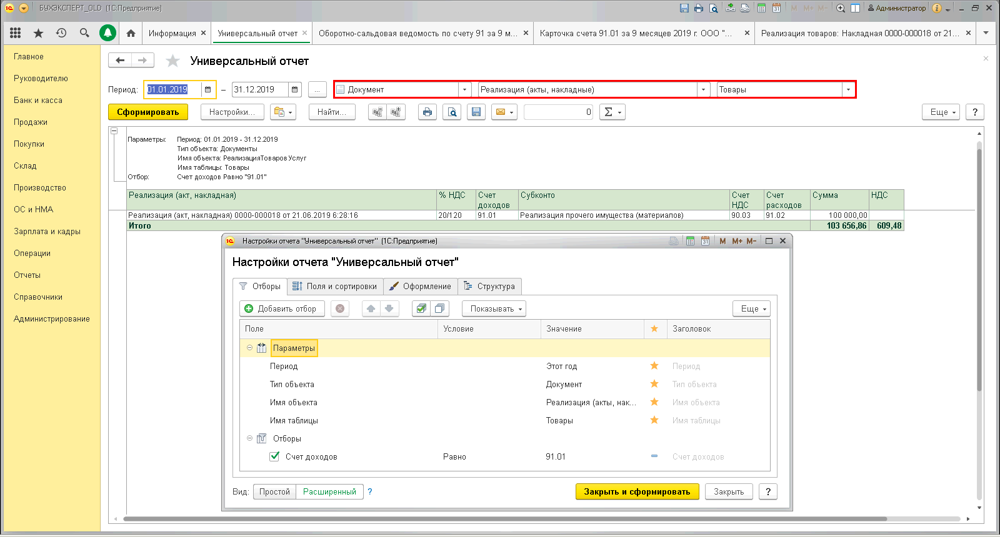 БУХЭКСПЕРТ_OLD (1С:Предприятие)
M M+ M− Администратор
Информация
Универсальный отчет
Оборотно-сальдовая ведомость по счету 91 за 9 м...
Карточка счета 91.01 за 9 месяцев 2019 г. ООО "...
Реализация товаров: Накладная 0000-000018 от 21...
Главное
Руководителю
Банк и касса
Продажи
Покупки
Склад
Производство
ОС и НМА
Зарплата и кадры
Операции
Отчеты
Справочники
Администрирование
Универсальный отчет
Период: 01.01.2019 – 31.12.2019 ... Документ Реализация (акты, накладные) Товары
Сформировать Настройки... Найти... 0 Σ Еще ?
Параметры: Период: 01.01.2019 - 31.12.2019
Тип объекта: Документы
Имя объекта: РеализацияТоваровУслуг
Имя таблицы: Товары
Отбор: Счет доходов Равно "91.01"
Реализация (акт, накладная) % НДС Счет доходов Субконто Счет НДС Счет расходов Сумма НДС
Реализация (акт, накладная) 0000-000018 от 21.06.2019 6:28:16 20/120 91.01 Реализация прочего имущества (материалов) 90.03 91.02 100 000,00
Итого 103 656,86 609,48
Настройки отчета "Универсальный отчет" (1С:Предприятие)
M M+ M−
Настройки отчета "Универсальный отчет"
Отборы Поля и сортировки Оформление Структура
Добавить отбор Показывать Еще
Поле Условие Значение Заголовок
Параметры
Период Этот год Период
Тип объекта Документ Тип объекта
Имя объекта Реализация (акты, нак... Имя объекта
Имя таблицы Товары Имя таблицы
Отборы
Счет доходов Равно 91.01 Счет доходов
Вид: Простой Расширенный ? Закрыть и сформировать Закрыть ?